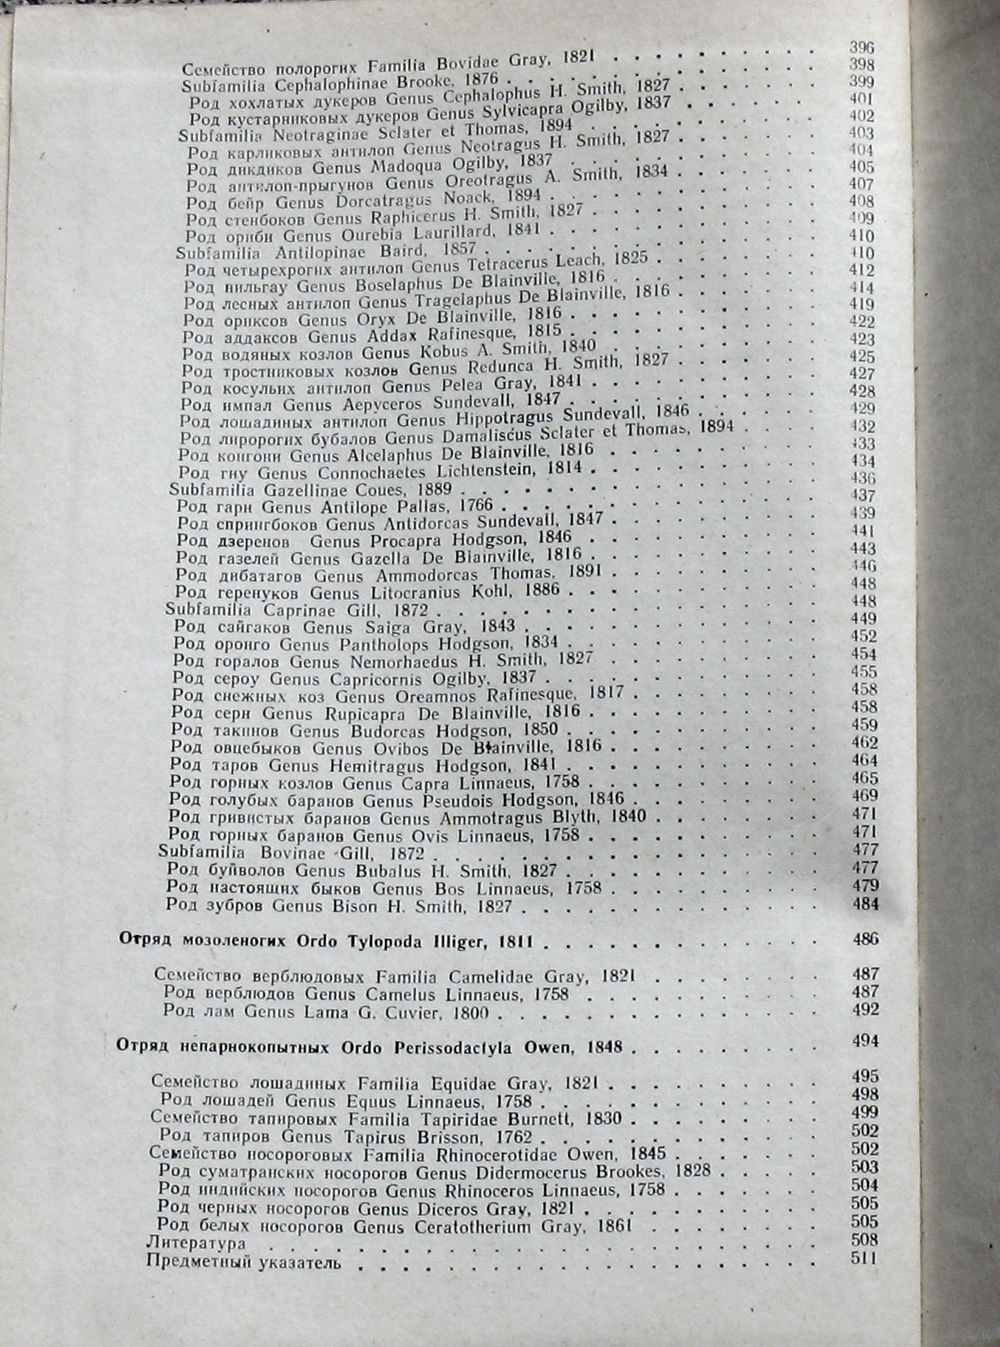 Семейство полорогих Familia Bovidae Gray, 1821 . . . . . . . . . . 396
Subfamilia Cephalophinae Brooke, 1876 . . . . . . . . . . 398
Род хохлатых дукеров Genus Cephalophus H. Smith, 1827 . . . . . . . 399
Род кустарниковых дукеров Genus Sylvicapra Ogilby, 1837 . . . . . . 401
Subfamilia Neotraginae Sclater et Thomas, 1894 . . . . . . . . . . 402
Род карликовых антилоп Genus Neotragus H. Smith, 1827 . . . . . . . 403
Род дикдиков Genus Madoqua Ogilby, 1837 . . . . . . . . . . 404
Род антилоп-прыгунов Genus Oreotragus A. Smith, 1834 . . . . . . . 405
Род бейр Genus Dorcatragus Noack, 1894 . . . . . . . . . . 407
Род стенбоков Genus Raphicerus H. Smith, 1827 . . . . . . . . . . 408
Род ориби Genus Ourebia Laurillard, 1841 . . . . . . . . . . 409
Subfamilia Antilopinae Baird, 1857 . . . . . . . . . . 410
Род четырехрогих антилоп Genus Tetracerus Leach, 1825 . . . . . . . 410
Род нильгау Genus Boselaphus De Blainville, 1816 . . . . . . . . . . 412
Род лесных антилоп Genus Tragelaphus De Blainville, 1816 . . . . . . . 414
Род ориксов Genus Oryx De Blainville, 1816 . . . . . . . . . . 419
Род аддаксов Genus Addax Rafinesque, 1815 . . . . . . . . . . 422
Род водяных козлов Genus Kobus A. Smith, 1840 . . . . . . . . . . 423
Род тростниковых козлов Genus Redunca H. Smith, 1827 . . . . . . . 425
Род косульих антилоп Genus Pelea Gray, 1841 . . . . . . . . . . 427
Род импал Genus Aepyceros Sundevall, 1847 . . . . . . . . . . 428
Род лошадиных антилоп Genus Hippotragus Sundevall, 1846 . . . . . . 429
Род лиророгих бубалов Genus Damaliscus Sclater et Thomas, 1894 . . . . 432
Род конгони Genus Alcelaphus De Blainville, 1816 . . . . . . . . . . 433
Род гну Genus Connochaetes Lichtenstein, 1814 . . . . . . . . . . 434
Subfamilia Gazellinae Coues, 1889 . . . . . . . . . . 436
Род гарн Genus Antilope Pallas, 1766 . . . . . . . . . . 437
Род спрингбоков Genus Antidorcas Sundevall, 1847 . . . . . . . . . . 439
Род дзеренов Genus Procapra Hodgson, 1846 . . . . . . . . . . 441
Род газелей Genus Gazella De Blainville, 1816 . . . . . . . . . . 443
Род дибатагов Genus Ammodorcas Thomas, 1891 . . . . . . . . . . 446
Род геренуков Genus Litocranius Kohl, 1886 . . . . . . . . . . 448
Subfamilia Caprinae Gill, 1872 . . . . . . . . . . 448
Род сайгаков Genus Saiga Gray, 1843 . . . . . . . . . . 449
Род оронго Genus Pantholops Hodgson, 1834 . . . . . . . . . . 452
Род горалов Genus Nemorhaedus H. Smith, 1827 . . . . . . . . . . 454
Род сероу Genus Capricornis Ogilby, 1837 . . . . . . . . . . 455
Род снежных коз Genus Oreamnos Rafinesque, 1817 . . . . . . . . . 458
Род серн Genus Rupicapra De Blainville, 1816 . . . . . . . . . . 458
Род такинов Genus Budorcas Hodgson, 1850 . . . . . . . . . . 459
Род овцебыков Genus Ovibos De Blainville, 1816 . . . . . . . . . . 462
Род таров Genus Hemitragus Hodgson, 1841 . . . . . . . . . . 464
Род горных козлов Genus Capra Linnaeus, 1758 . . . . . . . . . . 465
Род голубых баранов Genus Pseudois Hodgson, 1846 . . . . . . . . . 469
Род гривистых баранов Genus Ammotragus Blyth, 1840 . . . . . . . . 471
Род горных баранов Genus Ovis Linnaeus, 1758 . . . . . . . . . . 471
Subfamilia Bovinae Gill, 1872 . . . . . . . . . . 477
Род буйволов Genus Bubalus H. Smith, 1827 . . . . . . . . . . 477
Род настоящих быков Genus Bos Linnaeus, 1758 . . . . . . . . . . 479
Род зубров Genus Bison H. Smith, 1827 . . . . . . . . . . 484
Отряд мозоленогих Ordo Tylopoda Illiger, 1811 . . . . . . . . . . 486
Семейство верблюдовых Familia Camelidae Gray, 1821 . . . . . . . . 487
Род верблюдов Genus Camelus Linnaeus, 1758 . . . . . . . . . . 487
Род лам Genus Lama G. Cuvier, 1800 . . . . . . . . . . 492
Отряд непарнокопытных Ordo Perissodactyla Owen, 1848 . . . . . . . . . 494
Семейство лошадиных Familia Equidae Gray, 1821 . . . . . . . . . . 495
Род лошадей Genus Equus Linnaeus, 1758 . . . . . . . . . . 498
Семейство тапировых Familia Tapiridae Burnett, 1830 . . . . . . . . . 499
Род тапиров Genus Tapirus Brisson, 1762 . . . . . . . . . . 502
Семейство носороговых Familia Rhinocerotidae Owen, 1845 . . . . . . . 502
Род суматранских носорогов Genus Didermocerus Brookes, 1828 . . . . . 503
Род индийских носорогов Genus Rhinoceros Linnaeus, 1758 . . . . . . . 504
Род черных носорогов Genus Diceros Gray, 1821 . . . . . . . . . . 505
Род белых носорогов Genus Ceratotherium Gray, 1861 . . . . . . . . 505
Литература . . . . . . . . . . 508
Предметный указатель . . . . . . . . . . 511